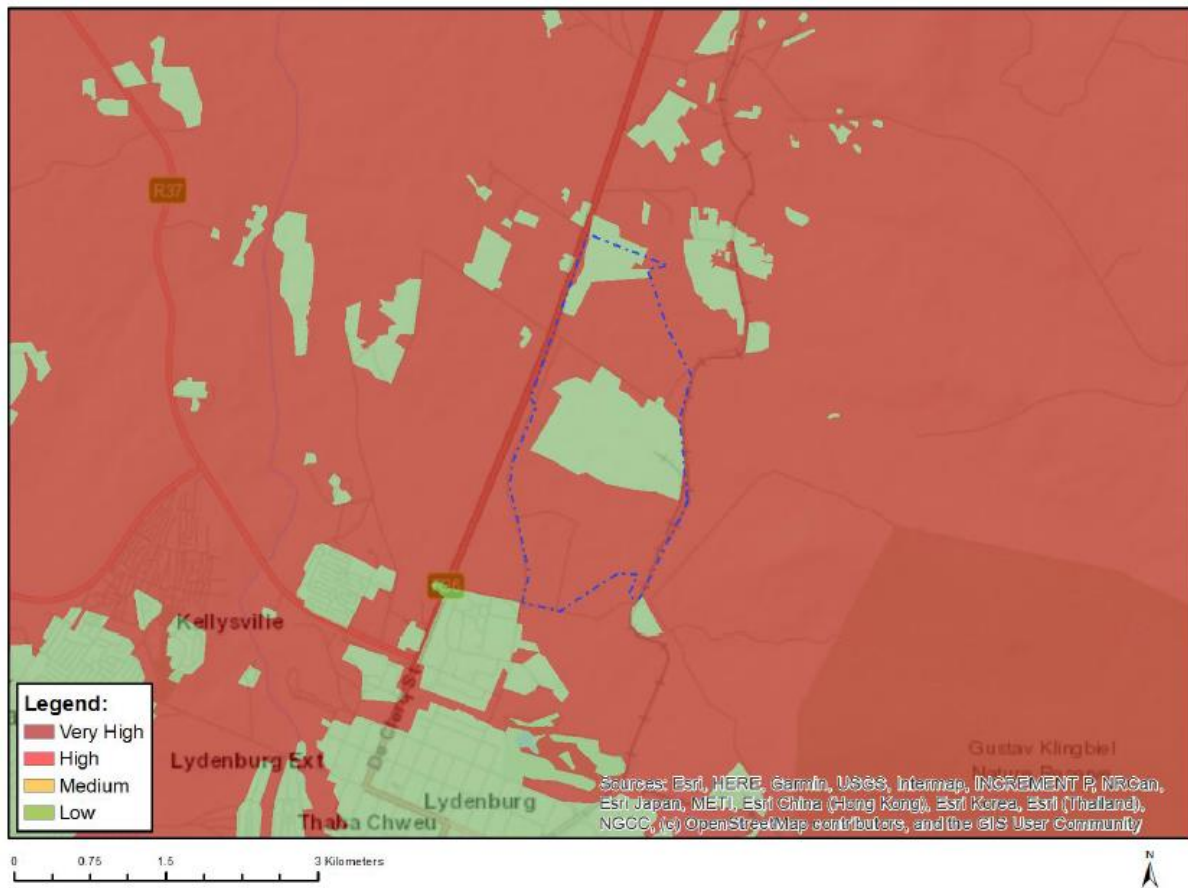 R37
Kellysville
De Clerq St
Lydenburg Ext
Lydenburg
Thaba Chweu
Gustav Klingbiel
Legend:
Very High
High
Medium
Low
Sources: Esri, HERE, Garmin, USGS, Intermap, INCREMENT P, NRCan,
Esri Japan, METI, Esri China (Hong Kong), Esri Korea, Esri (Thailand),
NGCC, (c) OpenStreetMap contributors, and the GIS User Community
0 0.75 1.5 3 Kilometers
N